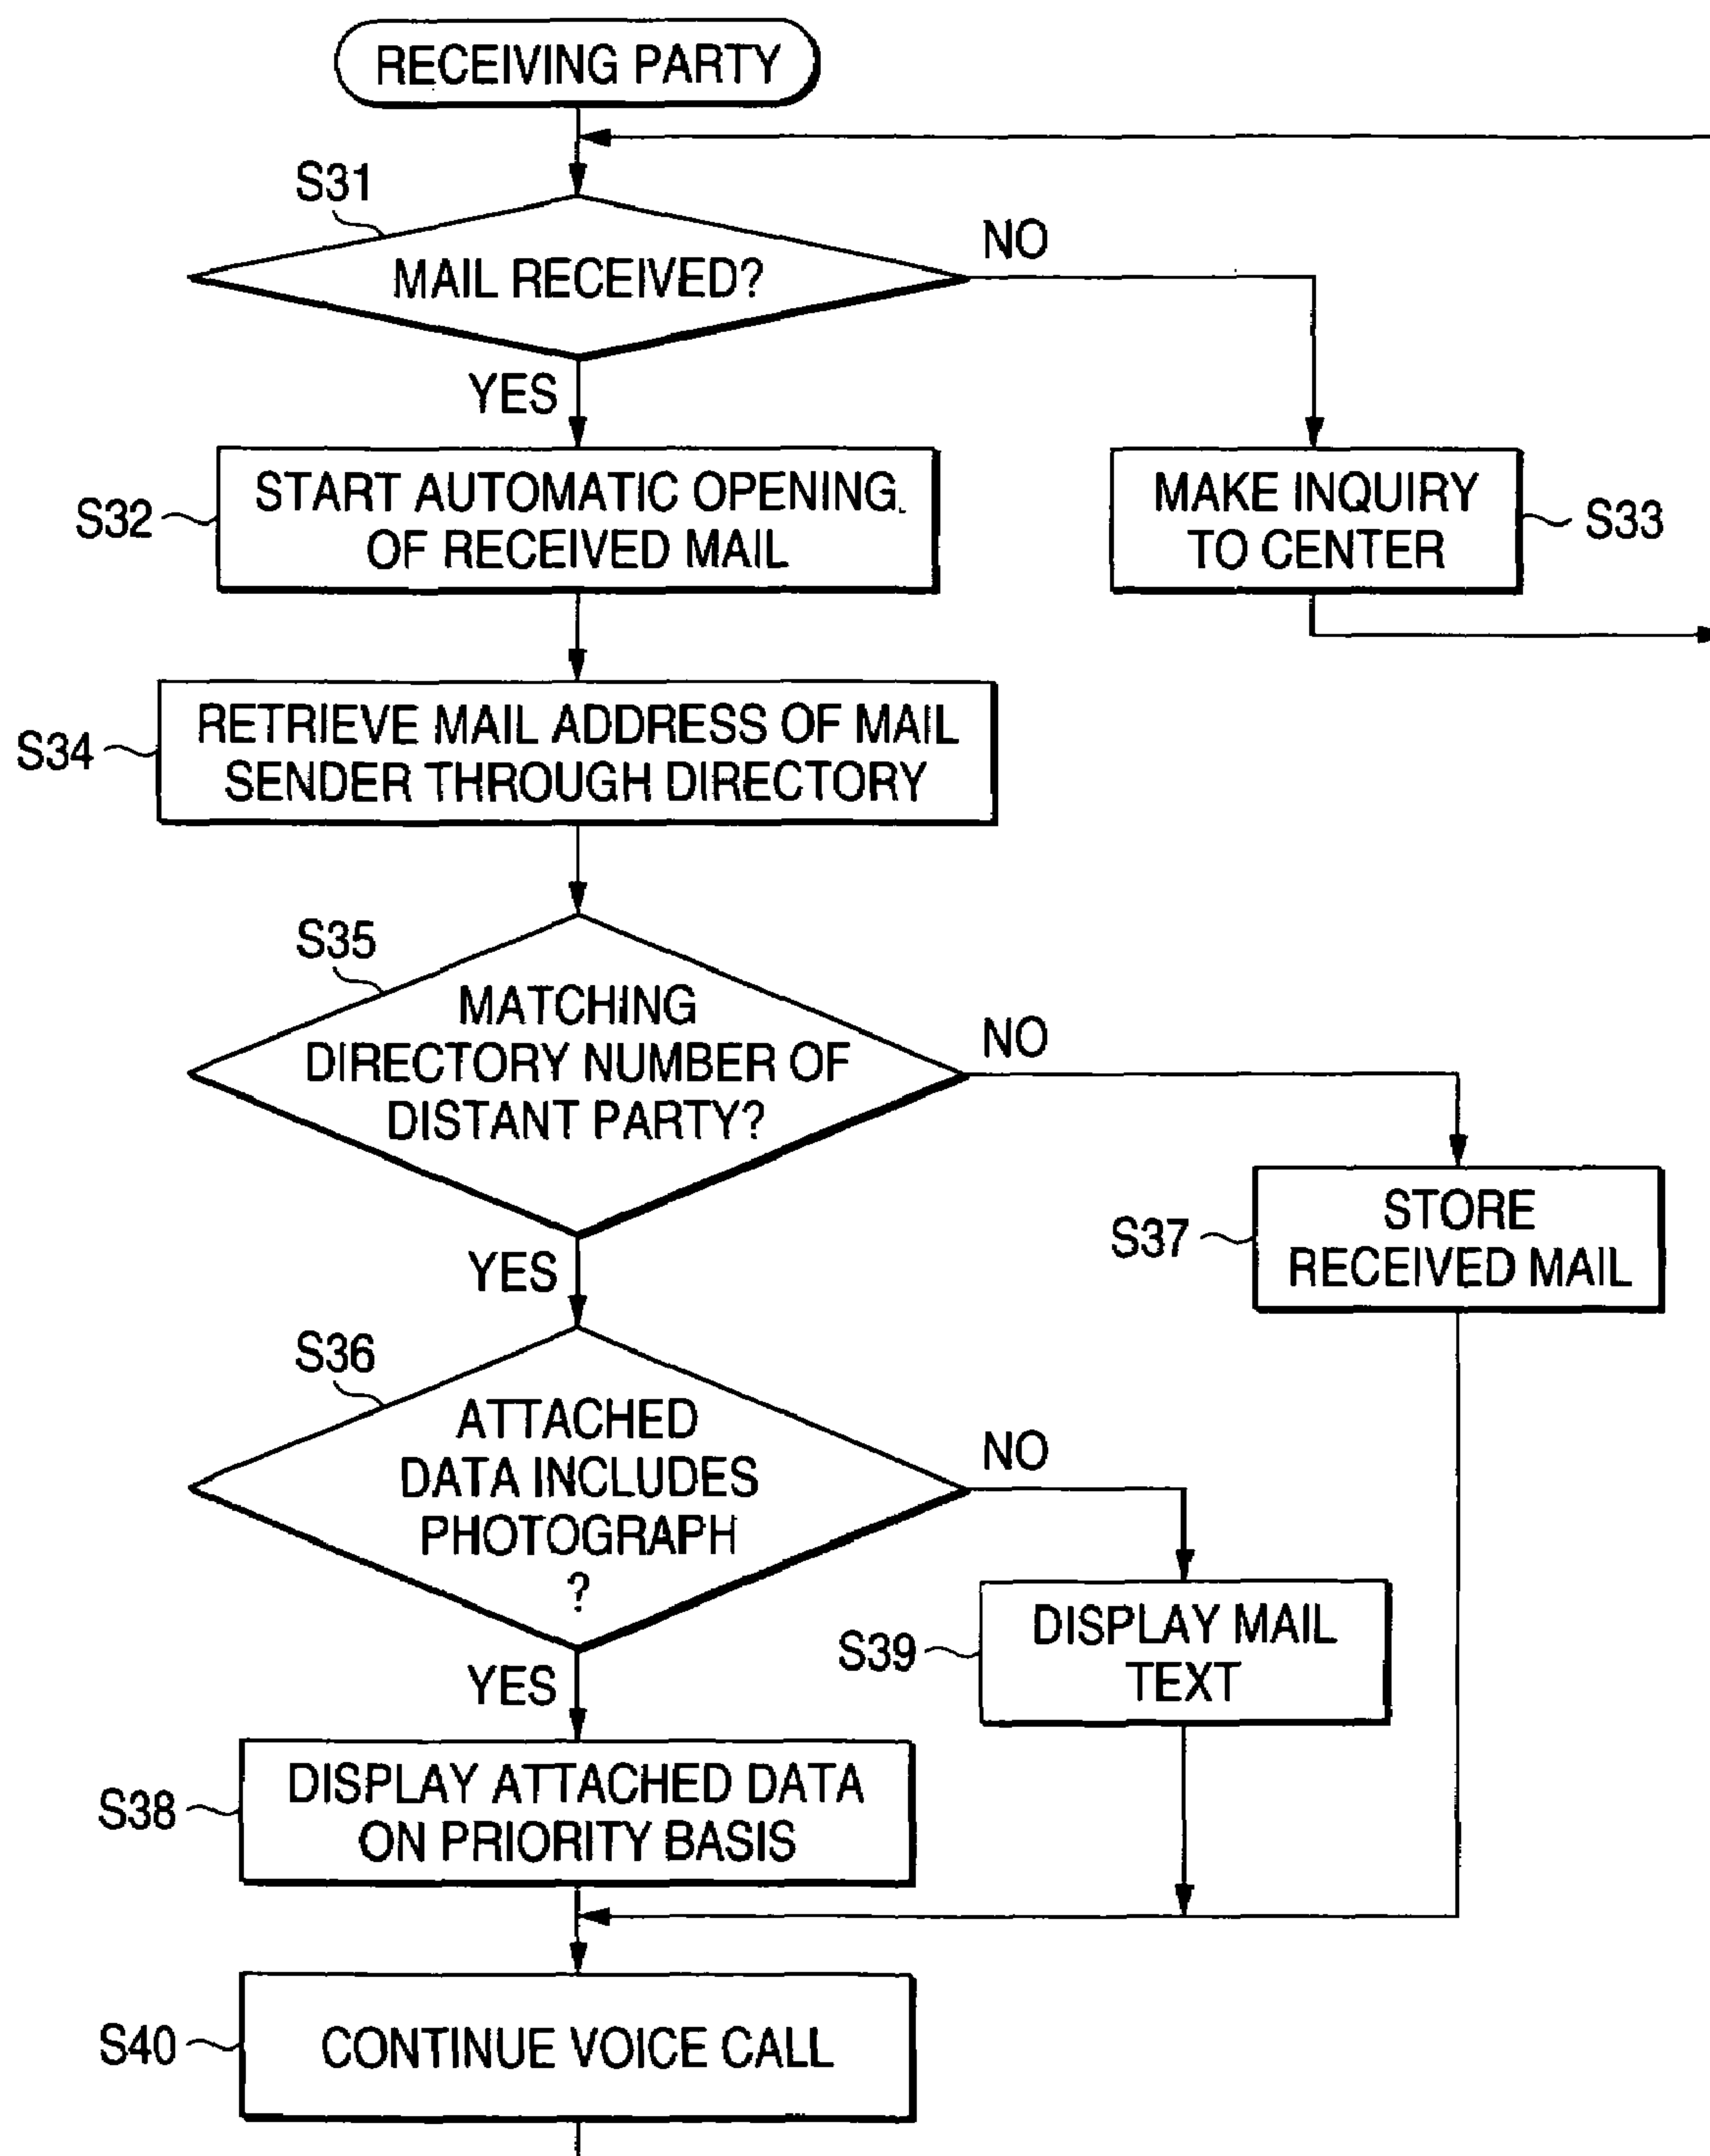 RECEIVING PARTY
S31
MAIL RECEIVED?
NO
YES
S32
START AUTOMATIC OPENING
OF RECEIVED MAIL
MAKE INQUIRY
TO CENTER
S33
S34
RETRIEVE MAIL ADDRESS OF MAIL
SENDER THROUGH DIRECTORY
S35
MATCHING
DIRECTORY NUMBER OF
DISTANT PARTY?
NO
YES
S37
STORE
RECEIVED MAIL
S36
ATTACHED
DATA INCLUDES
PHOTOGRAPH
?
NO
YES
S39
DISPLAY MAIL
TEXT
S38
DISPLAY ATTACHED DATA
ON PRIORITY BASIS
S40
CONTINUE VOICE CALL